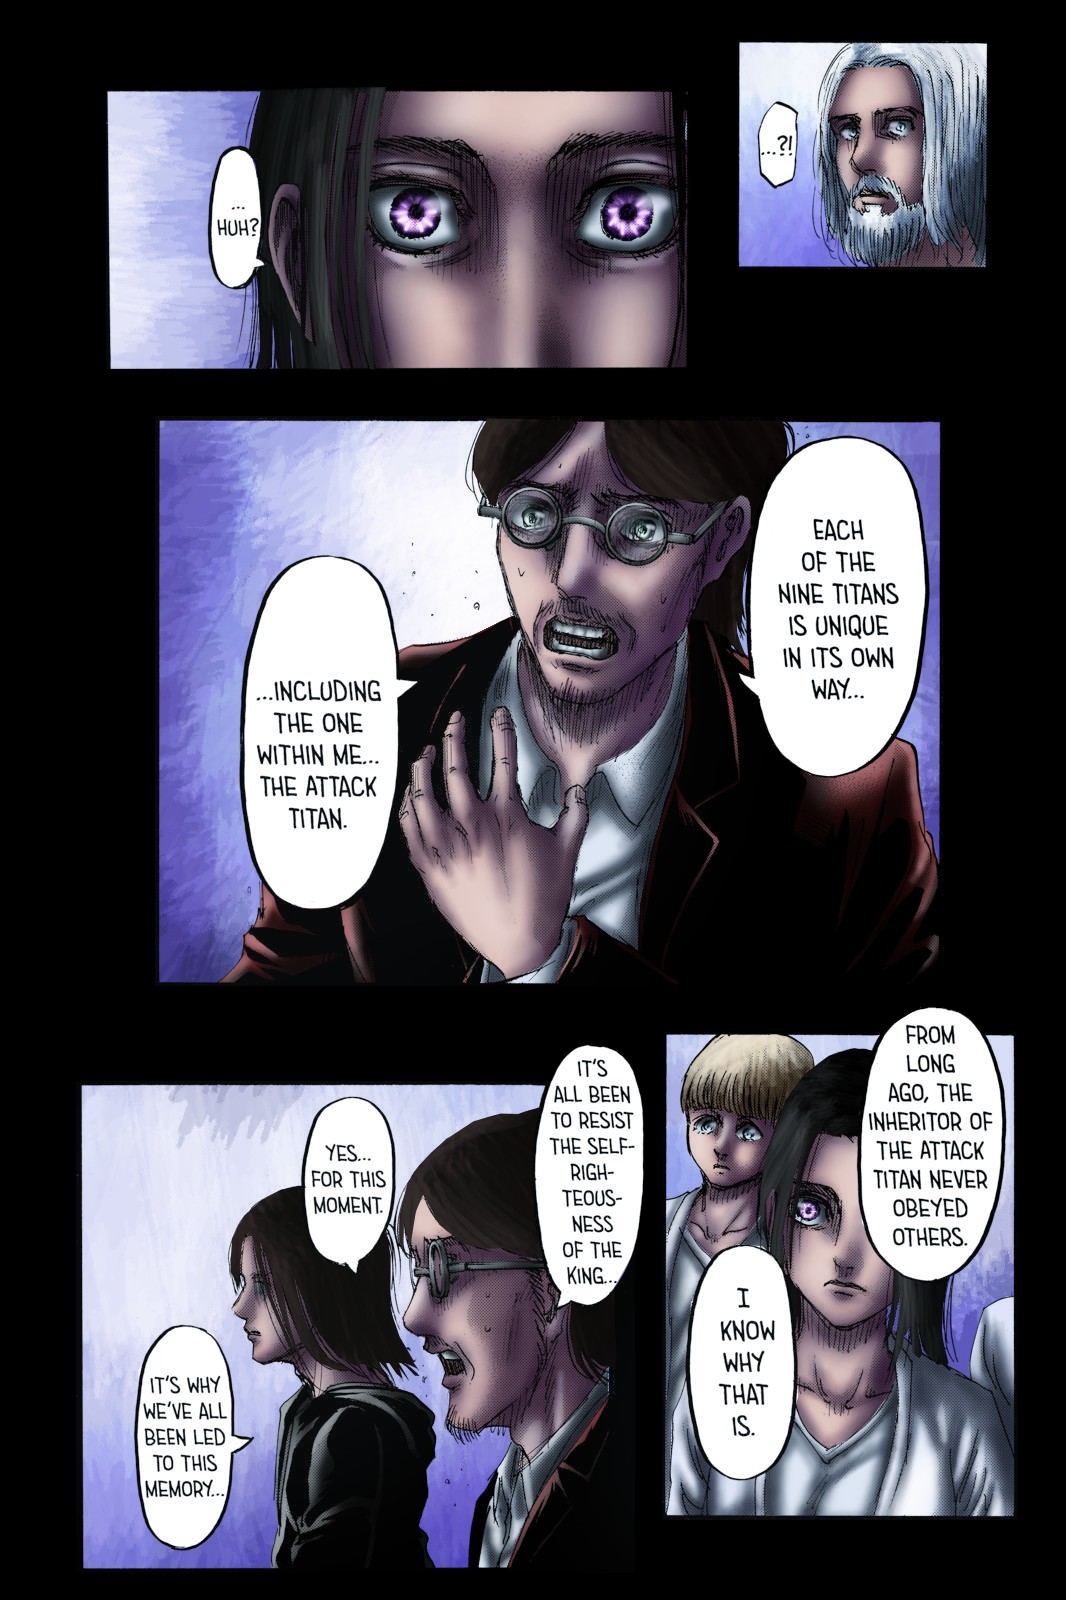 ...?!
...
HUH?
EACH
OF THE
NINE TITANS
IS UNIQUE
IN ITS OWN
WAY...
...INCLUDING
THE ONE
WITHIN ME...
THE ATTACK
TITAN.
FROM
LONG
AGO, THE
INHERITOR OF
THE ATTACK
TITAN NEVER
OBEYED
OTHERS.
I
KNOW
WHY
THAT
IS.
IT'S
ALL BEEN
TO RESIST
THE SELF-
RIGH-
TEOUS-
NESS
OF THE
KING...
YES...
FOR THIS
MOMENT.
IT'S WHY
WE'VE ALL
BEEN LED
TO THIS
MEMORY...